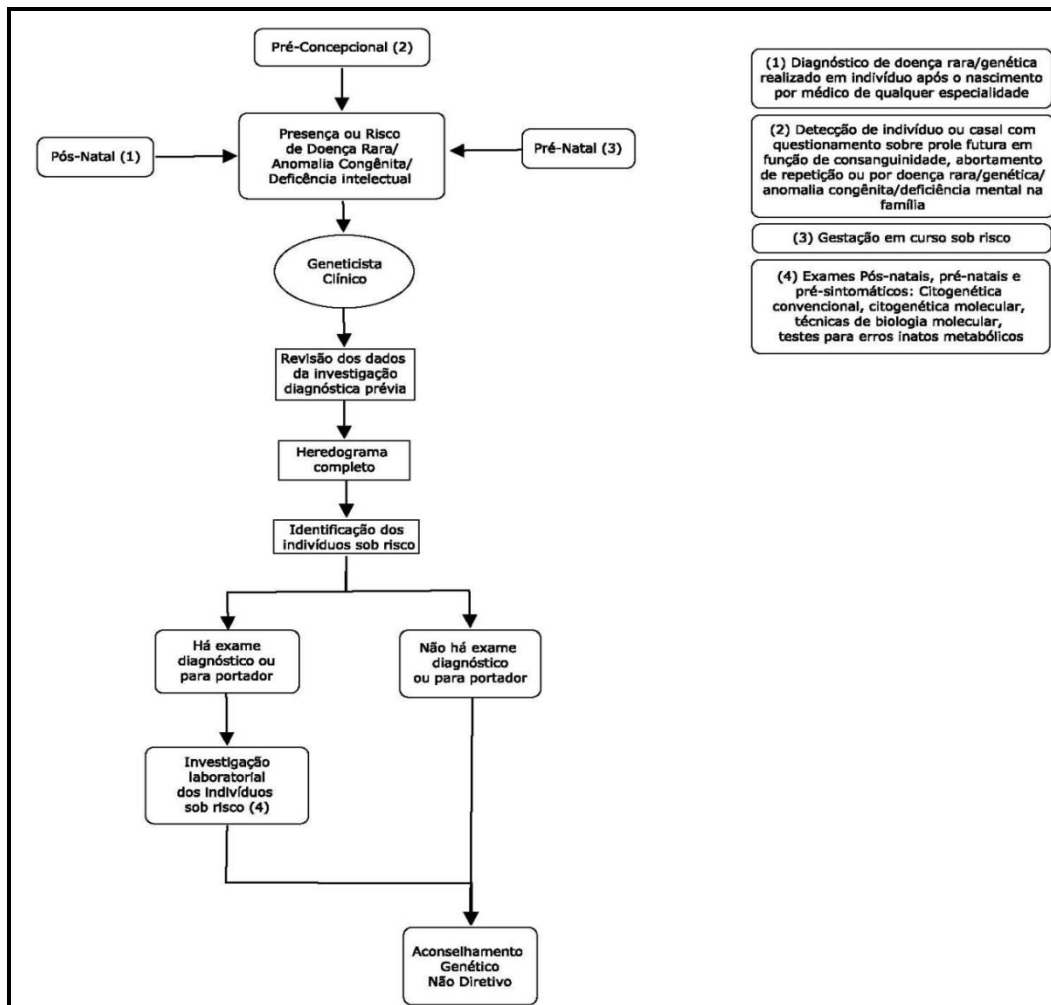 Pré-Concepcional (2)
Pós-Natal (1)
Presença ou Risco
de Doença Rara/
Anomalia Congênita/
Deficência intelectual
Pré-Natal (3)
Geneticista
Clínico
Revisão dos dados
da investigação
diagnóstica prévia
Heredograma
completo
Identificação dos
indivíduos sob risco
Há exame
diagnóstico ou
para portador
Não há exame
diagnóstico
ou para portador
Investigação
laboratorial
dos indivíduos
sob risco (4)
Aconselhamento
Genético
Não Diretivo
(1) Diagnóstico de doença rara/genética
realizado em indivíduo após o nascimento
por médico de qualquer especialidade
(2) Detecção de indivíduo ou casal com
questionamento sobre prole futura em
função de consanguinidade, abortamento
de repetição ou por doença rara/genética/
anomalia congênita/deficiência mental na
família
(3) Gestação em curso sob risco
(4) Exames Pós-natais, pré-natais e
pré-sintomáticos: Citogenética
convencional, citogenética molecular,
técnicas de biologia molecular,
testes para erros inatos metabólicos